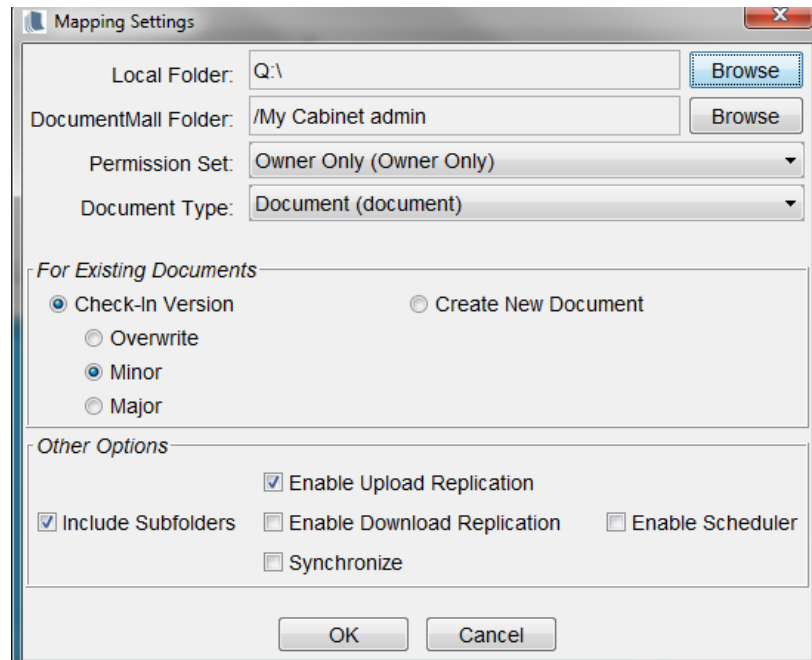 Mapping Settings
Local Folder: Q:\ Browse
DocumentMall Folder: /My Cabinet admin Browse
Permission Set: Owner Only (Owner Only)
Document Type: Document (document)
For Existing Documents
Check-In Version Create New Document
Overwrite
Minor
Major
Other Options
Enable Upload Replication
Include Subfolders Enable Download Replication Enable Scheduler
Synchronize
OK Cancel